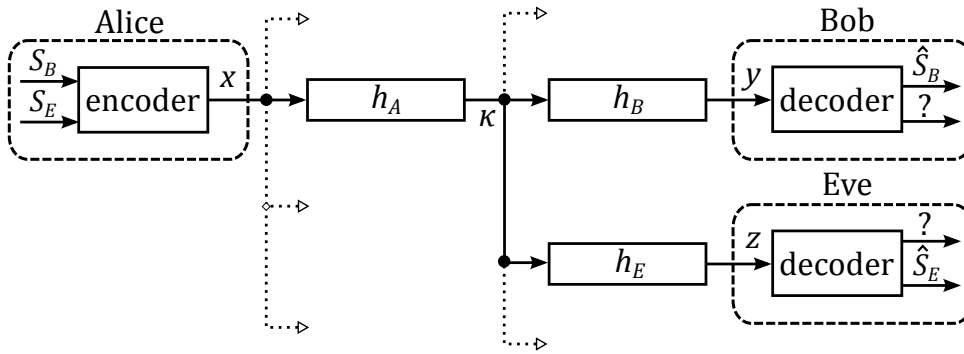 Alice
S_B
S_E
encoder
x
h_A
κ
h_B
y
Bob
decoder
Ŝ_B
?
h_E
z
Eve
decoder
?
Ŝ_E